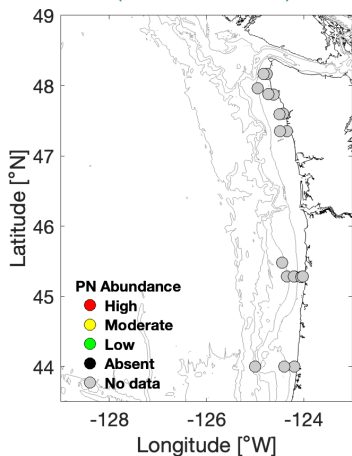 49
48
47
46
45
44
Latitude [°N]
PN Abundance
High
Moderate
Low
Absent
No data
-128 -126 -124
Longitude [°W]